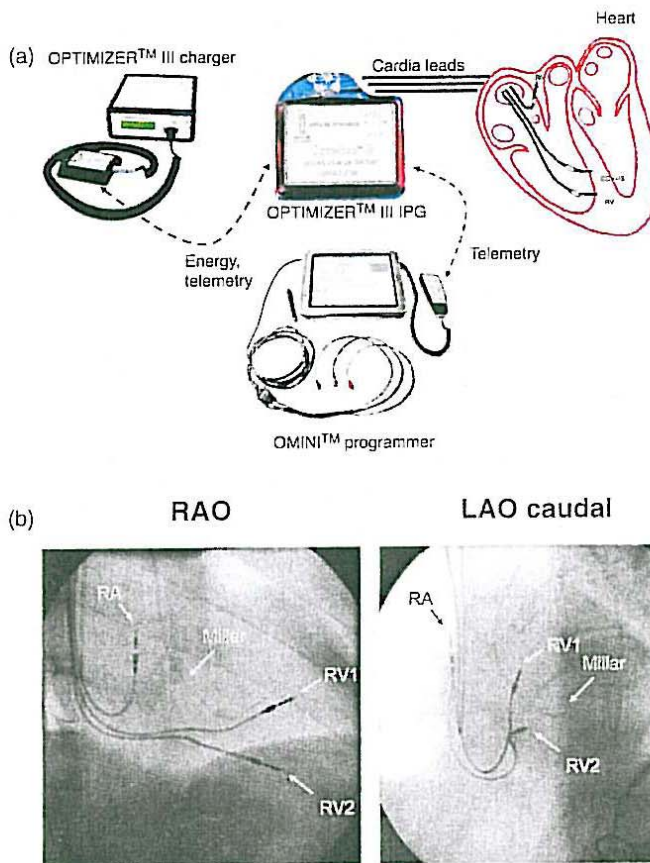 (a)
OPTIMIZER™ III charger
Heart
Cardia leads
RV
OPTIMIZER™ III IPG
Energy,
telemetry
Telemetry
OMINI™ programmer
(b)
RAO
LAO caudal
RA
Millar
RV1
RV2
RA
RV1
Millar
RV2